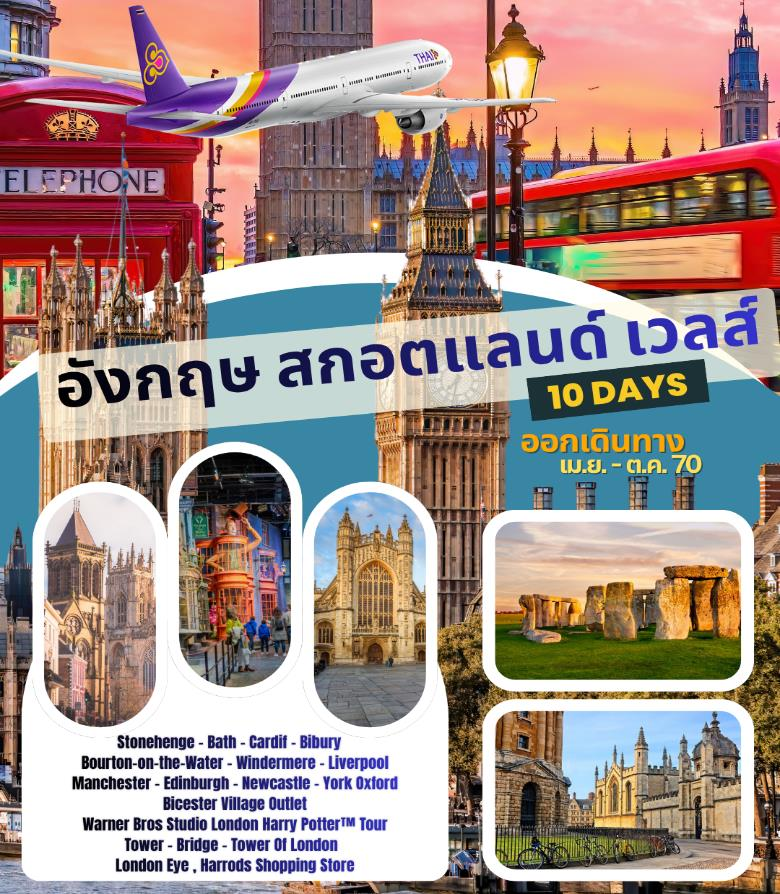 THAI
TELEPHONE
อังกฤษ สกอตแลนด์ เวลส์
10 DAYS
ออกเดินทาง
เม.ย. - ต.ค. 70
Stonehenge - Bath - Cardif - Bibury
Bourton-on-the-Water - Windermere - Liverpool
Manchester - Edinburgh - Newcastle - York Oxford
Bicester Village Outlet
Warner Bros Studio London Harry Potter™ Tour
Tower - Bridge - Tower Of London
London Eye , Harrods Shopping Store